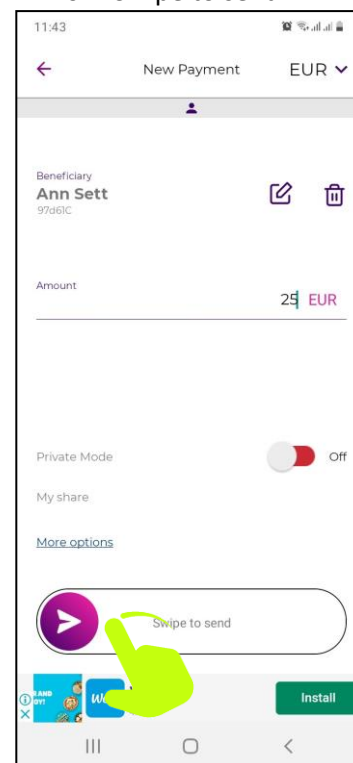 11:43
New Payment EUR
Beneficiary
Ann Sett
97d61C
Amount
25 EUR
Private Mode Off
My share
More options
Swipe to send
Install